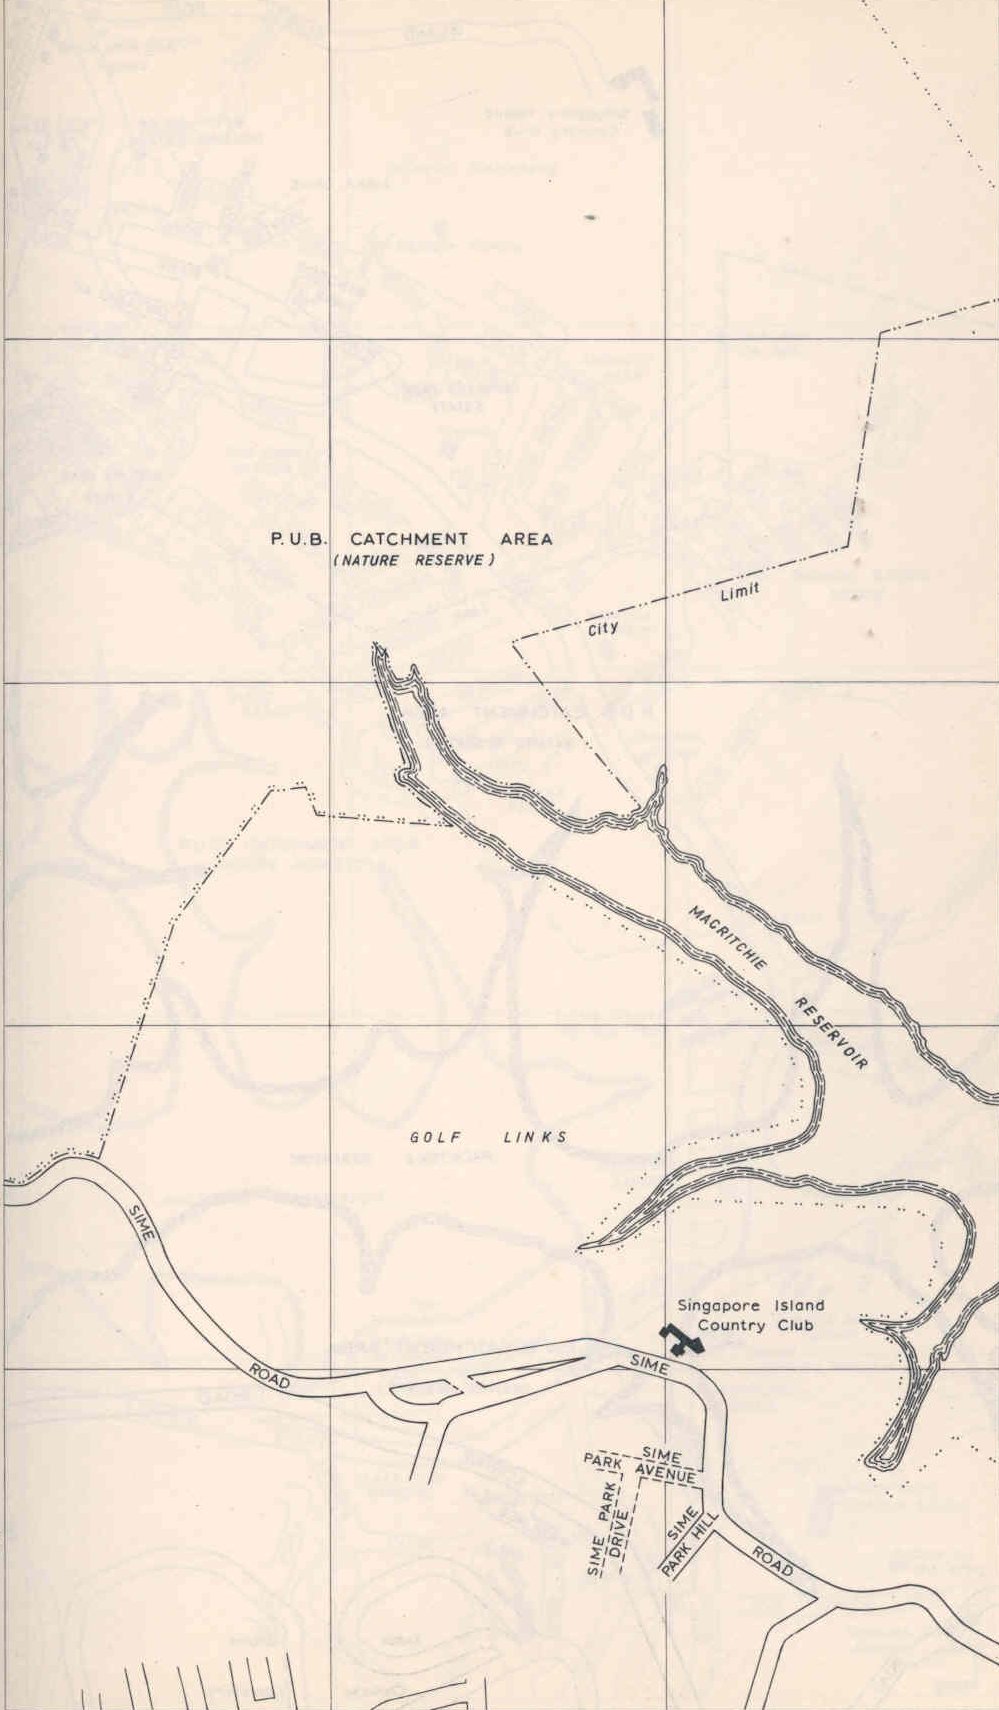 P.U.B. CATCHMENT AREA
(NATURE RESERVE)
City Limit
MACRITCHIE
RESERVOIR
GOLF LINKS
SIME
ROAD
Singapore Island
Country Club
SIME
SIME
PARK AVENUE
SIME PARK
DRIVE
SIME
PARK HILL
ROAD